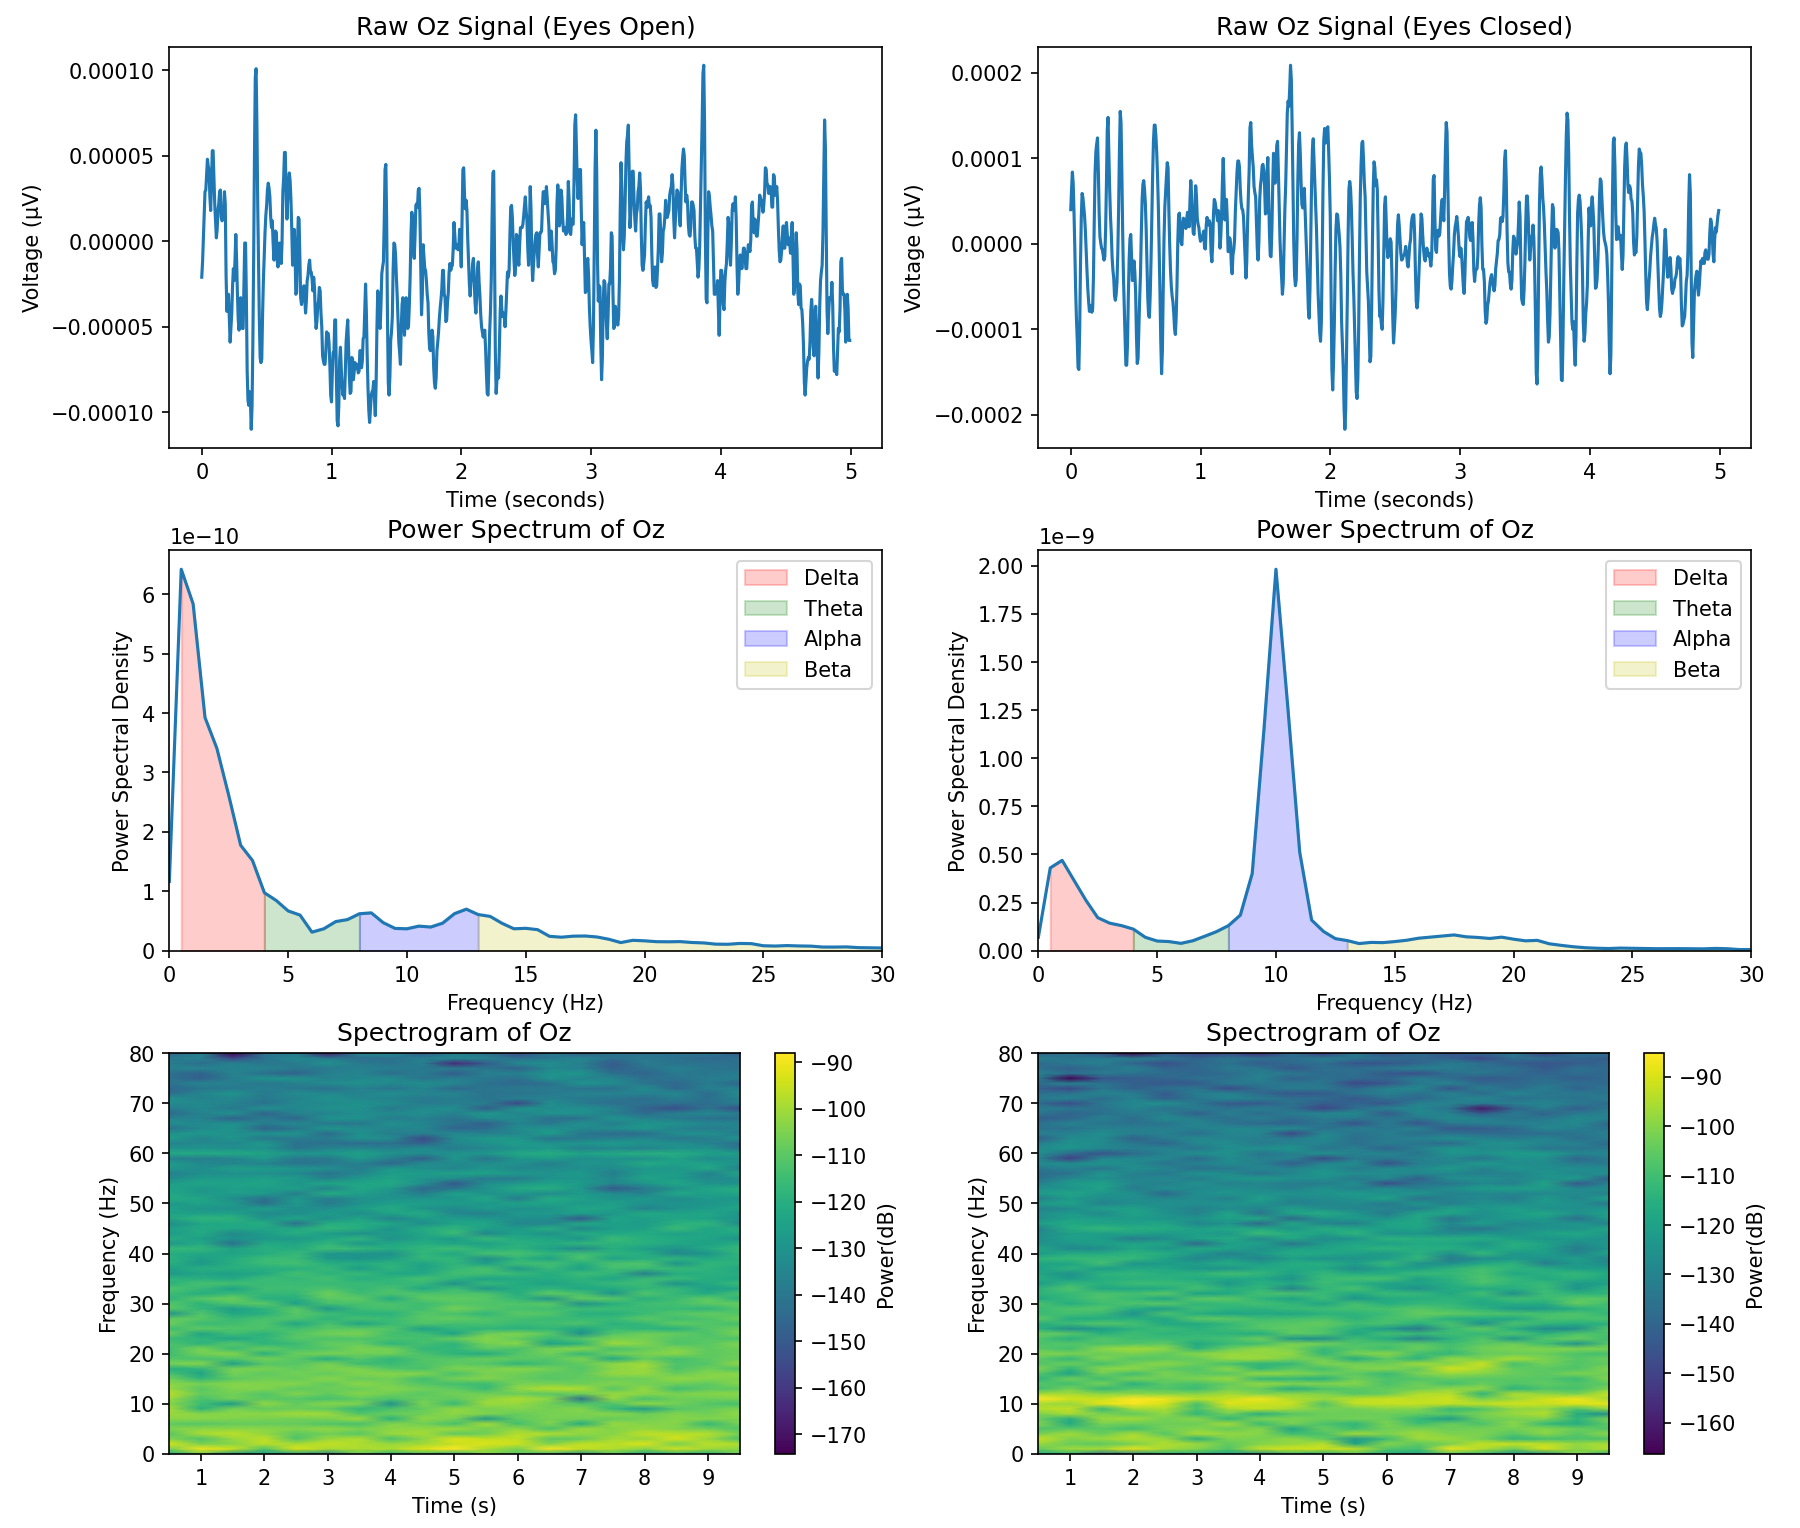 Raw Oz Signal (Eyes Open)
Raw Oz Signal (Eyes Closed)
0.00010
0.00005
0.00000
−0.00005
−0.00010
Voltage (µV)
0 1 2 3 4 5
Time (seconds)
0.0002
0.0001
0.0000
−0.0001
−0.0002
Voltage (µV)
0 1 2 3 4 5
Time (seconds)
Power Spectrum of Oz
1e−10
6
5
4
3
2
1
0
Power Spectral Density
Delta
Theta
Alpha
Beta
0 5 10 15 20 25 30
Frequency (Hz)
Power Spectrum of Oz
1e−9
2.00
1.75
1.50
1.25
1.00
0.75
0.50
0.25
0.00
Power Spectral Density
Delta
Theta
Alpha
Beta
0 5 10 15 20 25 30
Frequency (Hz)
Spectrogram of Oz
80
70
60
50
40
30
20
10
0
Frequency (Hz)
1 2 3 4 5 6 7 8 9
Time (s)
−90
−100
−110
−120
−130
−140
−150
−160
−170
Power(dB)
Spectrogram of Oz
80
70
60
50
40
30
20
10
0
Frequency (Hz)
1 2 3 4 5 6 7 8 9
Time (s)
−90
−100
−110
−120
−130
−140
−150
−160
Power(dB)